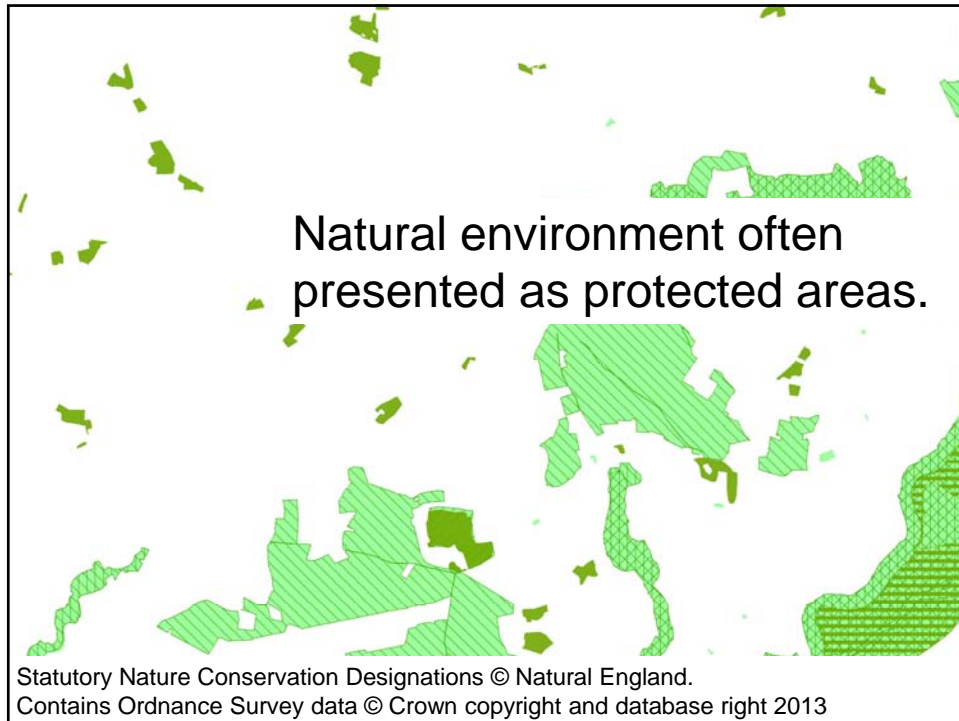 Natural environment often
presented as protected areas.
Statutory Nature Conservation Designations © Natural England.
Contains Ordnance Survey data © Crown copyright and database right 2013